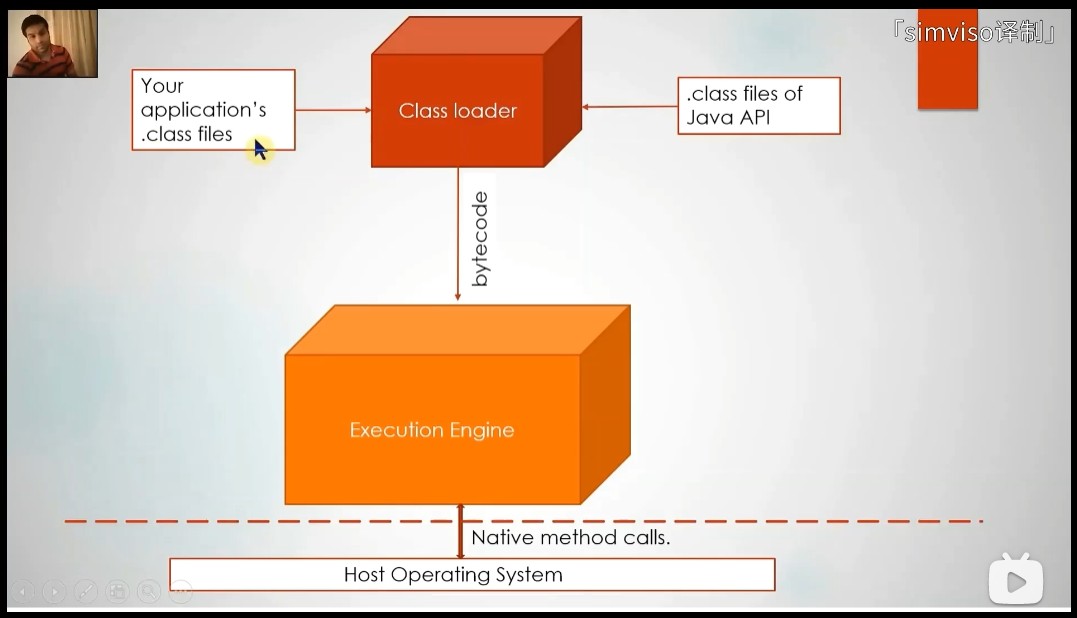 「simviso译制」
Your
application’s
.class files
Class loader
.class files of
Java API
bytecode
Execution Engine
Native method calls.
Host Operating System